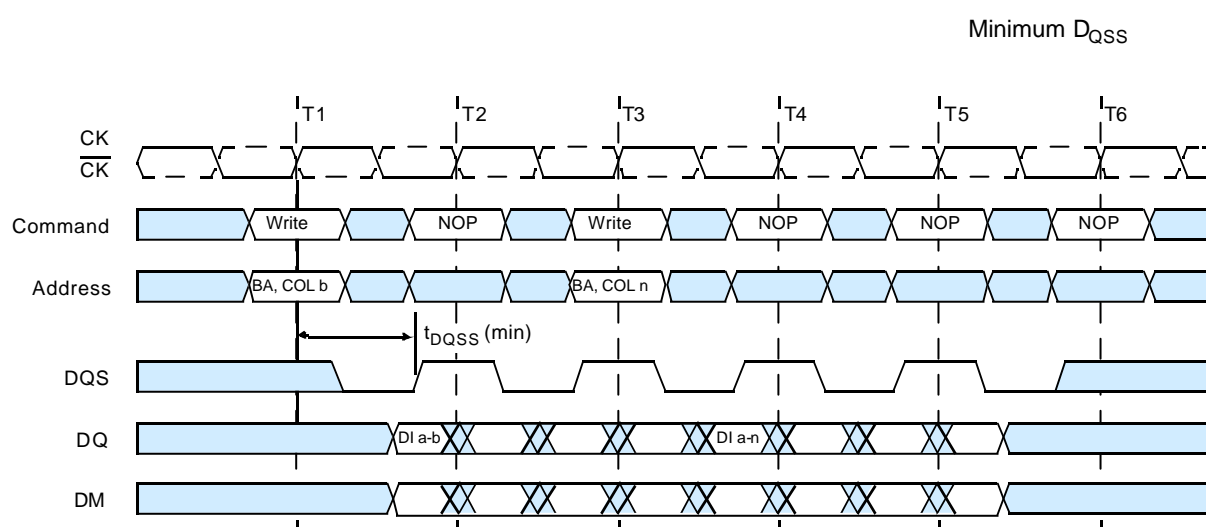 Minimum DQSS
T1 T2 T3 T4 T5 T6
CK
CK
Command Write NOP Write NOP NOP NOP
Address BA, COL b BA, COL n
tDQSS (min)
DQS
DQ DI a-b DI a-n
DM